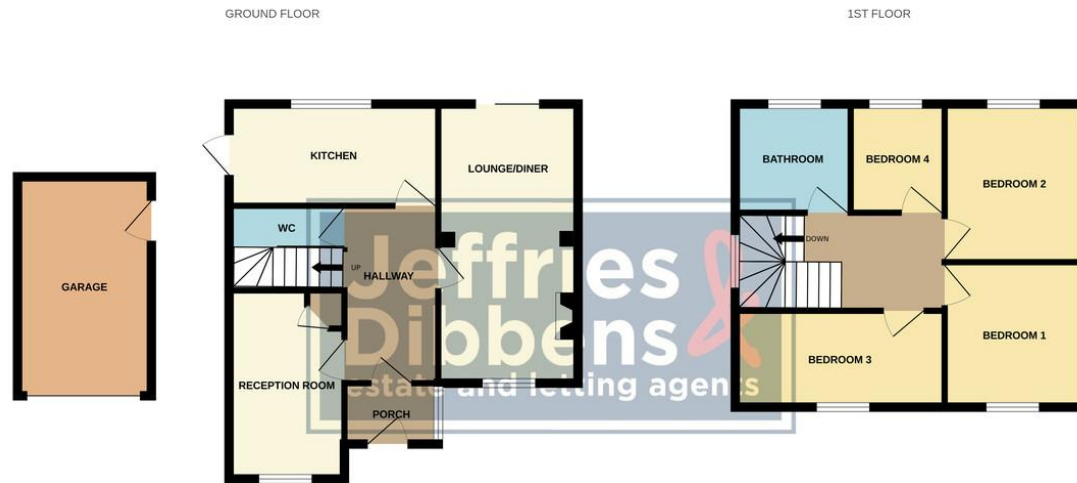 GROUND FLOOR
1ST FLOOR
GARAGE
KITCHEN
LOUNGE/DINER
WC
UP
HALLWAY
RECEPTION ROOM
PORCH
BATHROOM
BEDROOM 4
BEDROOM 2
DOWN
BEDROOM 1
BEDROOM 3
Jeffries &
Dibbens
estate and letting agents